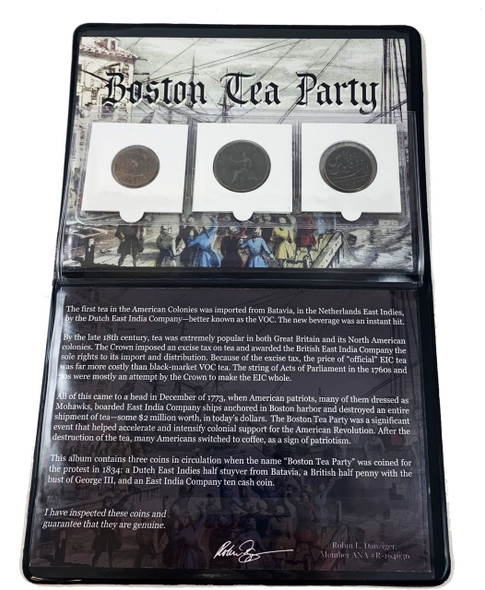 Boston Tea Party
The first tea in the American Colonies was imported from Batavia, in the Netherlands East Indies,
by the Dutch East India Company—better known as the VOC. The new beverage was an instant hit.
By the late 18th century, tea was extremely popular in both Great Britain and its North American
colonies. The Crown imposed an excise tax on tea and awarded the British East India Company the
sole rights to its import and distribution. Because of the excise tax, the price of “official” EIC tea
was far more costly than black-market VOC tea. The string of Acts of Parliament in the 1760s and
70s were mostly an attempt by the Crown to make the EIC whole.
All of this came to a head in December of 1773, when American patriots, many of them dressed as
Mohawks, boarded East India Company ships anchored in Boston harbor and destroyed an entire
shipment of tea—some $2 million worth, in today's dollars. The Boston Tea Party was a significant
event that helped accelerate and intensify colonial support for the American Revolution. After the
destruction of the tea, many Americans switched to coffee, as a sign of patriotism.
This album contains three coins in circulation when the name “Boston Tea Party” was coined for
the protest in 1834: a Dutch East Indies half stuyver from Batavia, a British half penny with the
bust of George III, and an East India Company ten cash coin.
I have inspected these coins and
guarantee that they are genuine.
Robin L. Danziger,
Member ANA #R-194636